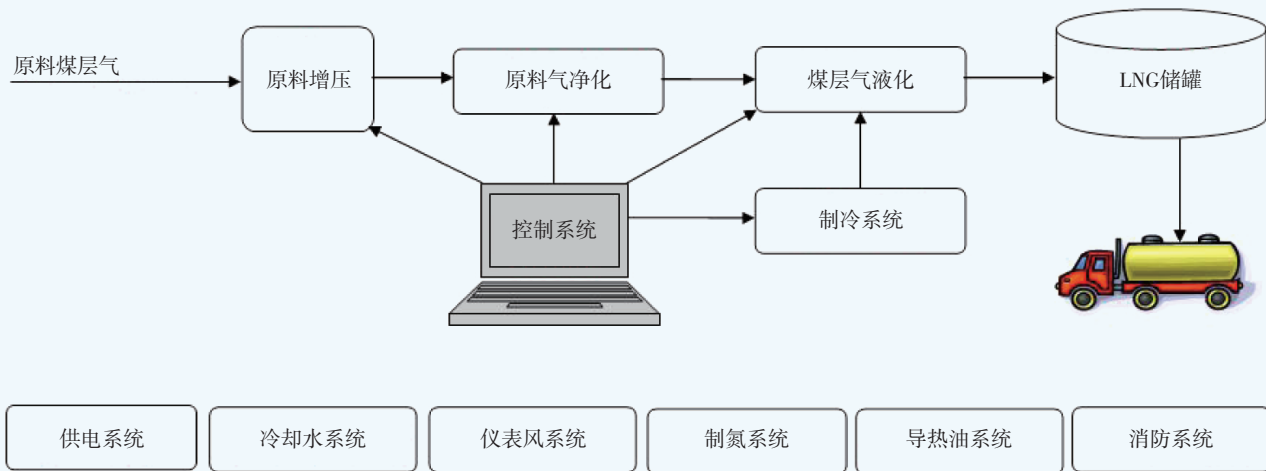 原料煤层气
原料增压
原料气净化
煤层气液化
LNG储罐
控制系统
制冷系统
供电系统
冷却水系统
仪表风系统
制氮系统
导热油系统
消防系统